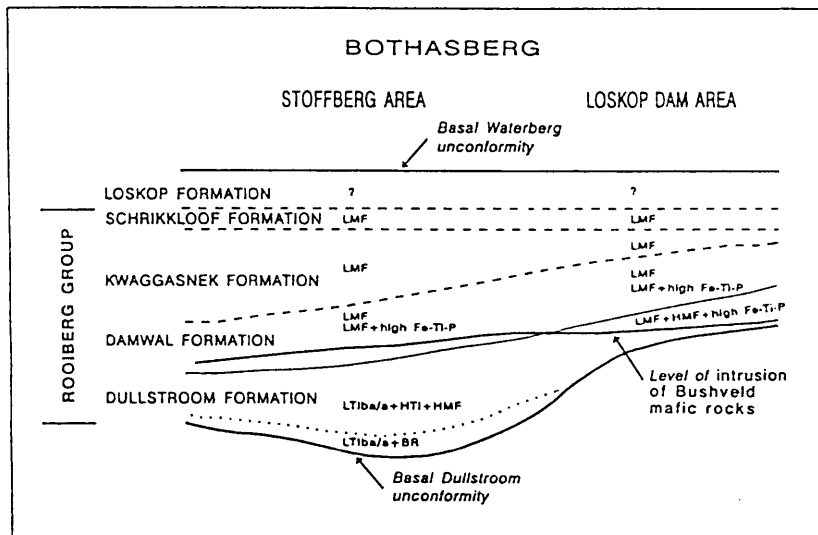 BOTHASBERG
STOFFBERG AREA
LOSKOP DAM AREA
Basal Waterberg
unconformity
LOSKOP FORMATION
?
?
SCHRIKKLOOF FORMATION
LMF
LMF
LMF
KWAGGASNEK FORMATION
LMF
LMF
LMF+high Fe-Ti-P
LMF
LMF+high Fe-Ti-P
LMF+HMF+high Fe-Ti-P
DAMWAL FORMATION
ROOIBERG GROUP
Level of intrusion
of Bushveld
mafic rocks
DULLSTROOM FORMATION
LTIba/a+HTI+HMF
LTIba/a+BR
Basal Dullstroom
unconformity